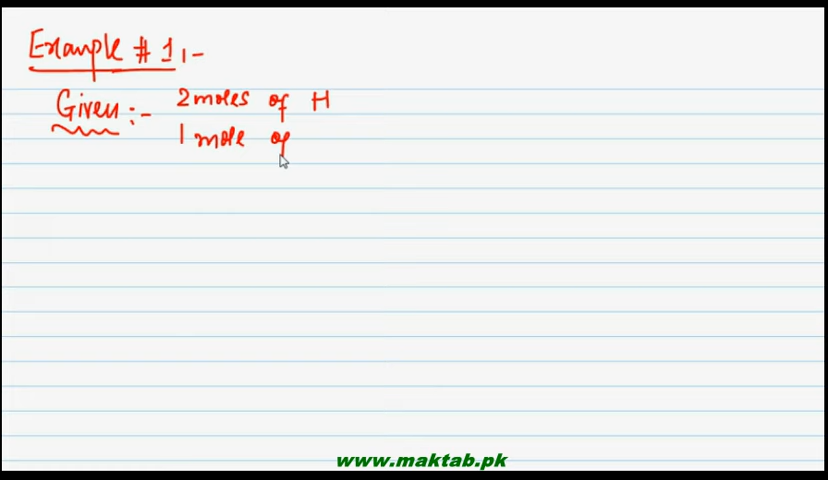 Example # 1,-
Given:- 2 moles of H
1 mole of
www.maktab.pk